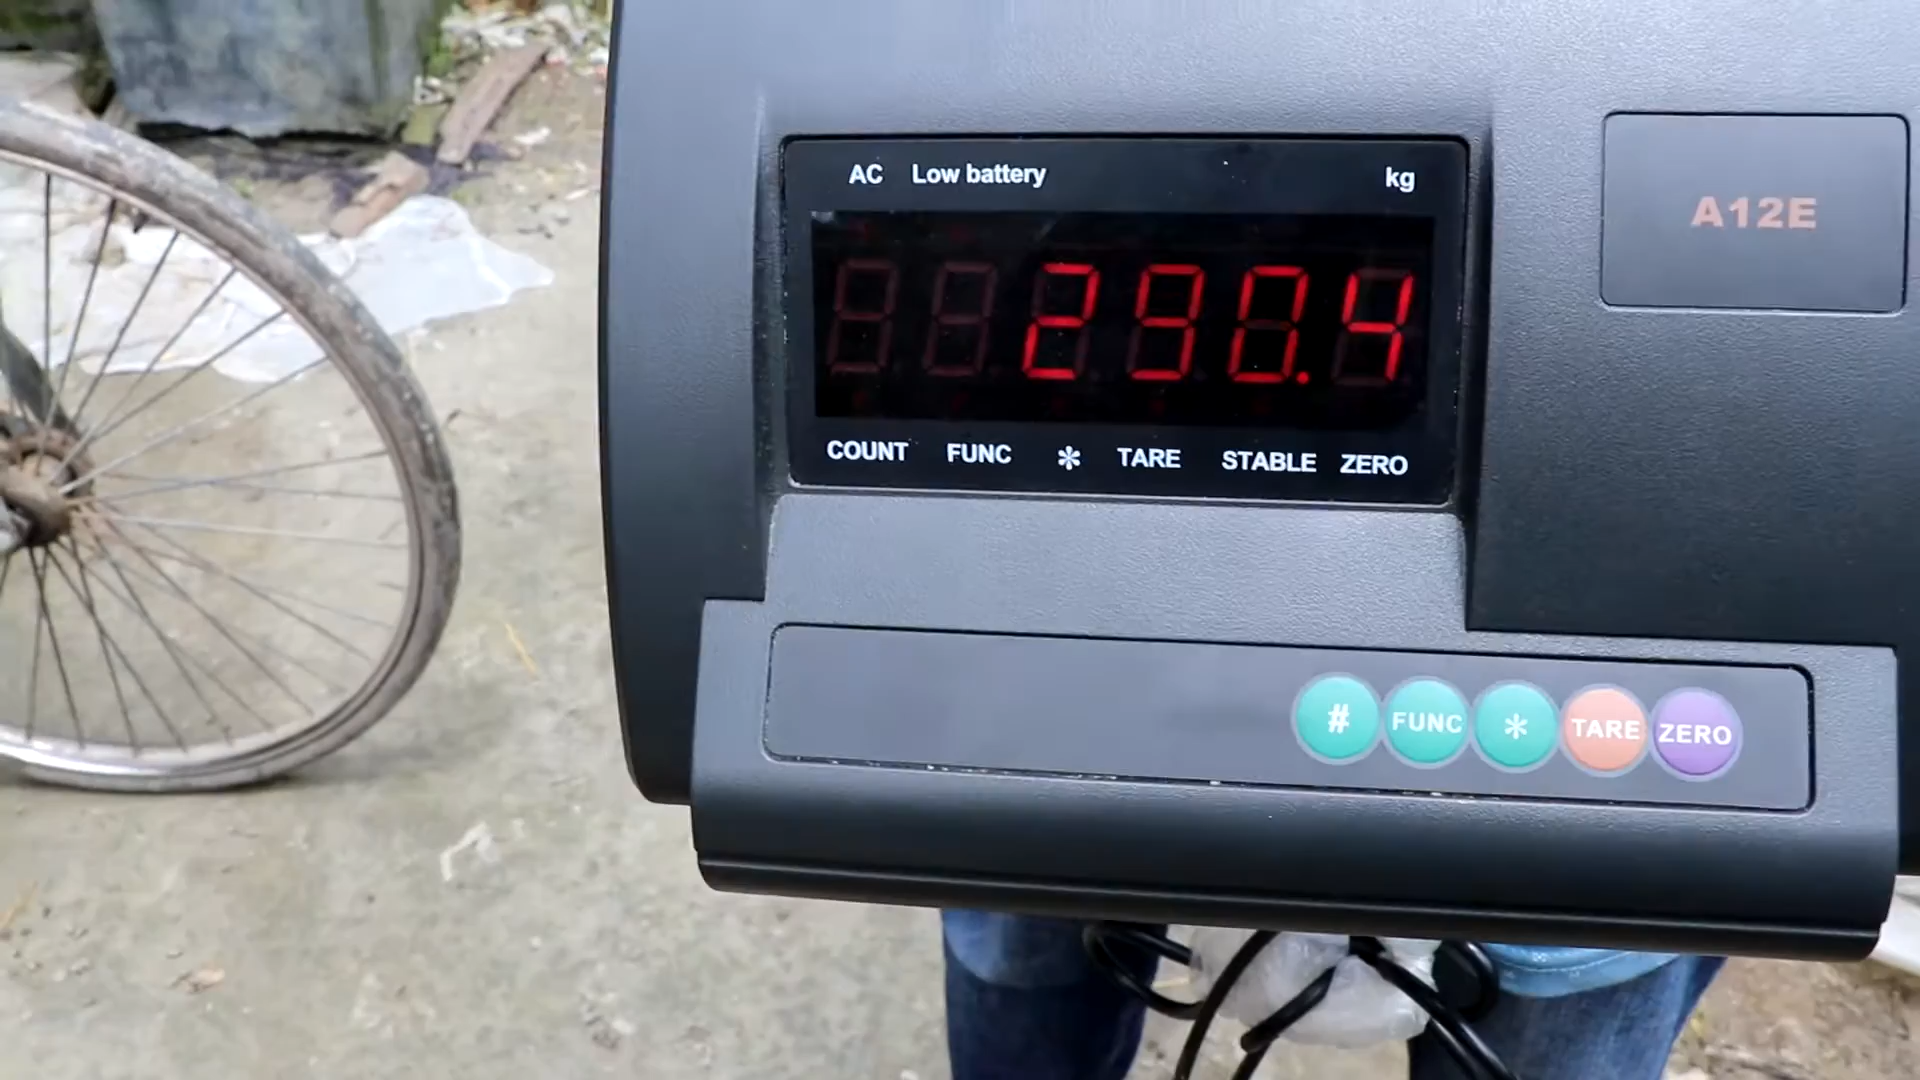 AC Low battery kg
290.4
COUNT FUNC * TARE STABLE ZERO
A12E
# FUNC * TARE ZERO